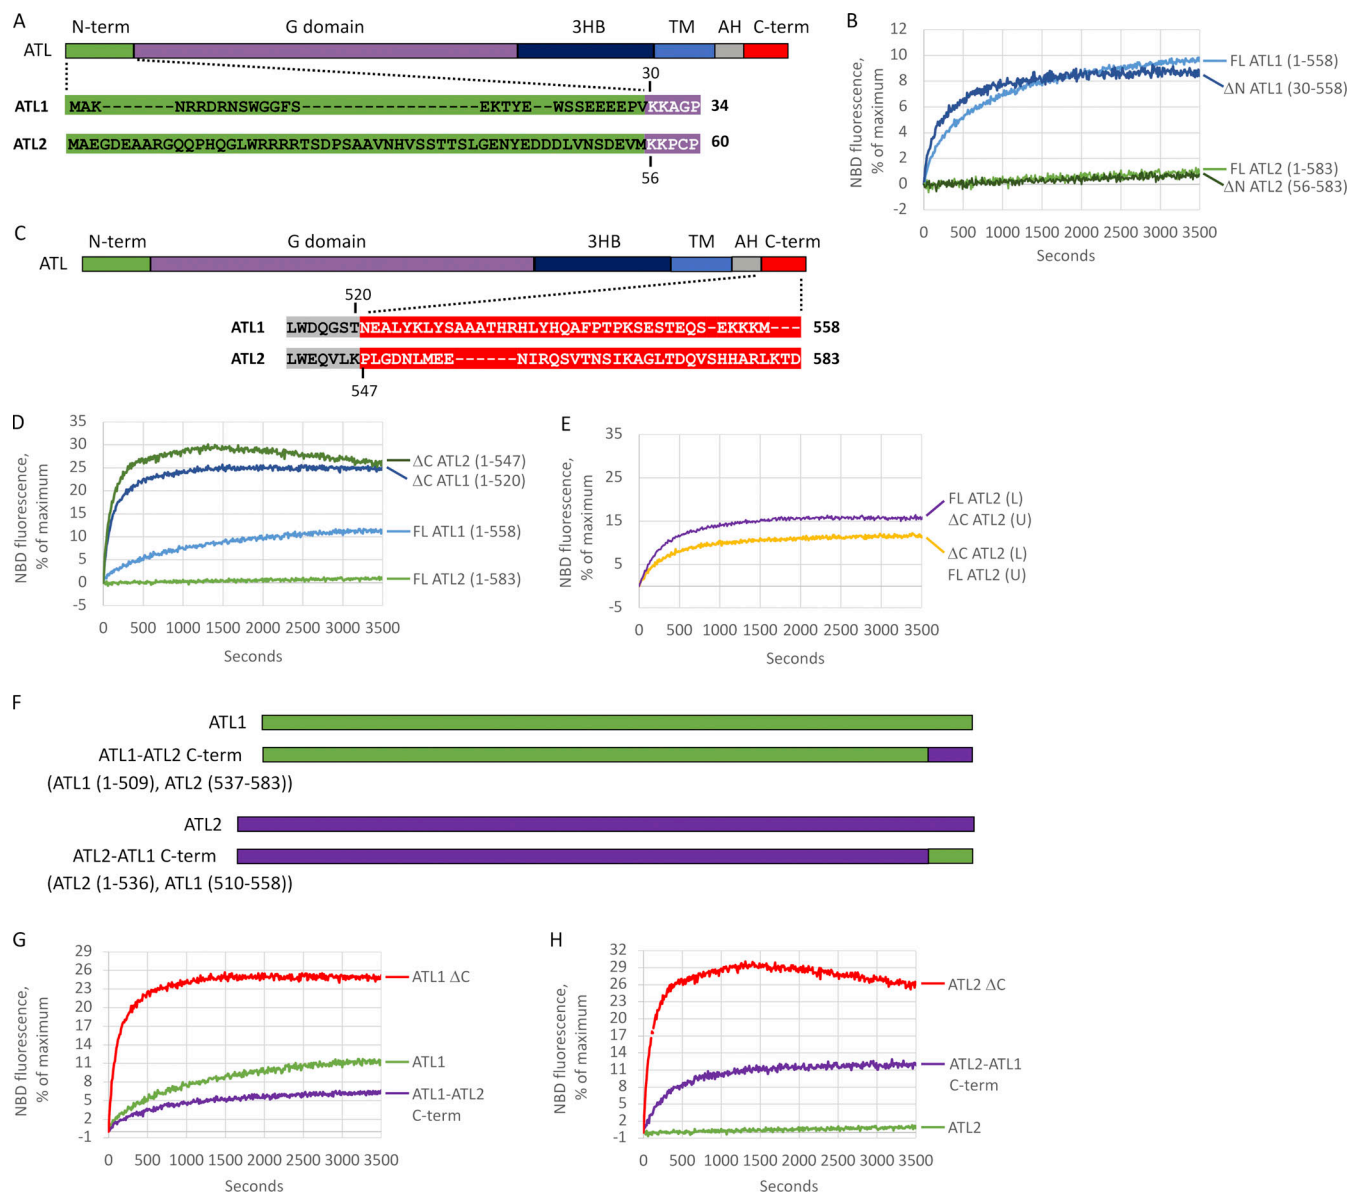 A
N-term G domain 3HB TM AH C-term
ATL
30
ATL1 MAK------NRRDRNSWGGFS--------------EKTYE--WSSEEEEPVKKAGP 34
ATL2 MAEGDEAARGQQPHQGLWRRRRTSDPSAAVNHVSSTTSLGENYEDDDLVNSDEVMKKPCP 60
56
B
NBD fluorescence,
% of maximum
12
10
8
6
4
2
0
-2
0 500 1000 1500 2000 2500 3000 3500
Seconds
FL ATL1 (1-558)
ΔN ATL1 (30-558)
FL ATL2 (1-583)
ΔN ATL2 (56-583)
C
N-term G domain 3HB TM AH C-term
ATL
520
ATL1 LWDQGSTNEALYKLYSAAATHRHLYHQAFPTPKSESTEQS-EKKKM--- 558
ATL2 LWEQVLKPLGDNLMEE------NIRQSVTNSIKAGLTDQVSHHARLKTD 583
547
D
NBD fluorescence,
% of maximum
35
30
25
20
15
10
5
0
-5
0 500 1000 1500 2000 2500 3000 3500
Seconds
ΔC ATL2 (1-547)
ΔC ATL1 (1-520)
FL ATL1 (1-558)
FL ATL2 (1-583)
E
NBD fluorescence,
% of maximum
35
25
15
5
-5
0 500 1000 1500 2000 2500 3000 3500
Seconds
FL ATL2 (L)
ΔC ATL2 (U)
ΔC ATL2 (L)
FL ATL2 (U)
F
ATL1
ATL1-ATL2 C-term
(ATL1 (1-509), ATL2 (537-583))
ATL2
ATL2-ATL1 C-term
(ATL2 (1-536), ATL1 (510-558))
G
NBD fluorescence,
% of maximum
29
26
23
20
17
14
11
8
5
2
-1
0 500 1000 1500 2000 2500 3000 3500
Seconds
ATL1 ΔC
ATL1
ATL1-ATL2
C-term
H
NBD fluorescence,
% of maximum
32
29
26
23
20
17
14
11
8
5
2
-1
0 500 1000 1500 2000 2500 3000 3500
Seconds
ATL2 ΔC
ATL2-ATL1
C-term
ATL2